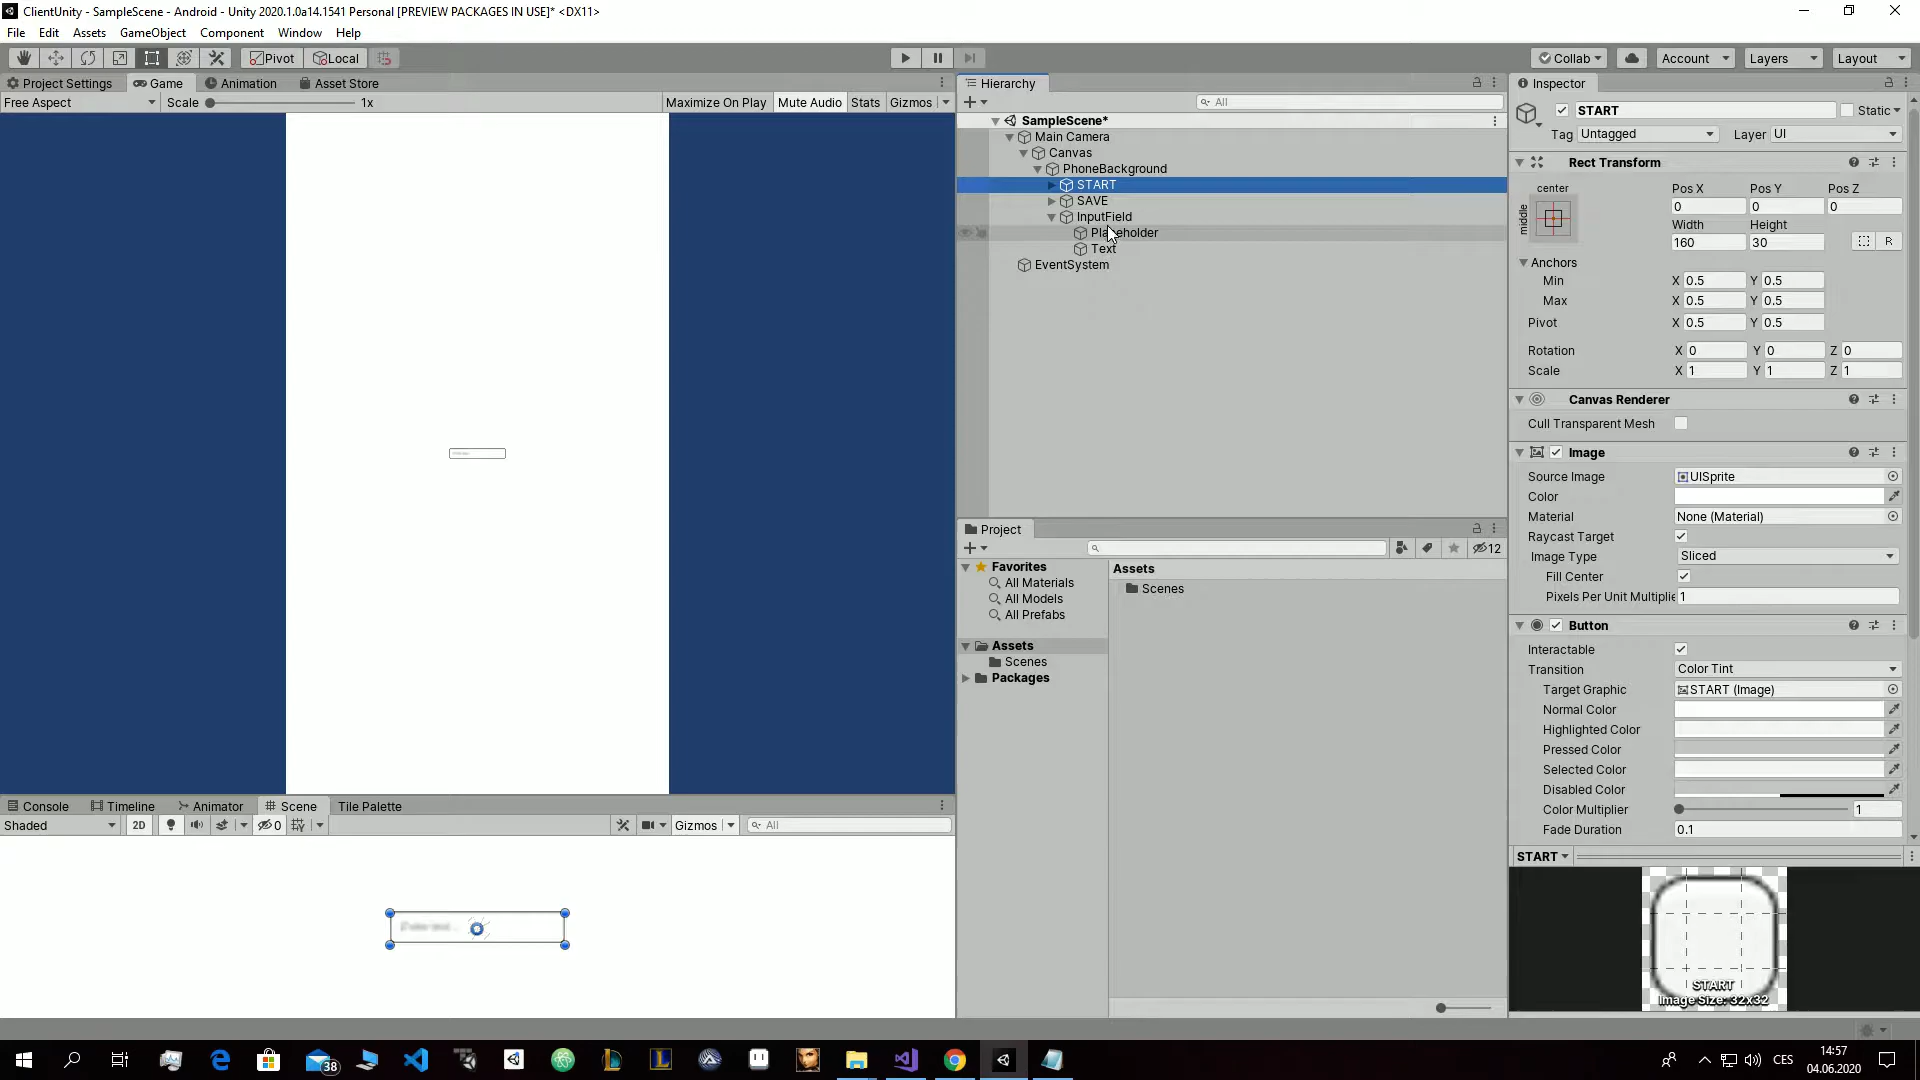 ClientUnity - SampleScene - Android - Unity 2020.1.0a14.1541 Personal [PREVIEW PACKAGES IN USE]* <DX11>
File Edit Assets GameObject Component Window Help
Pivot Local Collab Account Layers Layout
Project Settings Game Animation Asset Store
Free Aspect Scale 1x Maximize On Play Mute Audio Stats Gizmos
Hierarchy
All
SampleScene*
Main Camera
Canvas
PhoneBackground
START
SAVE
InputField
Placeholder
Text
EventSystem
Project
12
Favorites
All Materials
All Models
All Prefabs
Assets
Scenes
Packages
Assets
Scenes
Inspector
START Static
Tag Untagged Layer UI
Rect Transform
center
middle
Pos X Pos Y Pos Z
0 0 0
Width Height
160 30 R
Anchors
Min X 0.5 Y 0.5
Max X 0.5 Y 0.5
Pivot X 0.5 Y 0.5
Rotation X 0 Y 0 Z 0
Scale X 1 Y 1 Z 1
Canvas Renderer
Cull Transparent Mesh
Image
Source Image UISprite
Color
Material None (Material)
Raycast Target
Image Type Sliced
Fill Center
Pixels Per Unit Multiplie 1
Button
Interactable
Transition Color Tint
Target Graphic START (Image)
Normal Color
Highlighted Color
Pressed Color
Selected Color
Disabled Color
Color Multiplier 1
Fade Duration 0.1
START
START
Image Size: 32x32
Console Timeline Animator Scene Tile Palette
Shaded 2D 0 Gizmos All
38
CES
14:57
04.06.2020